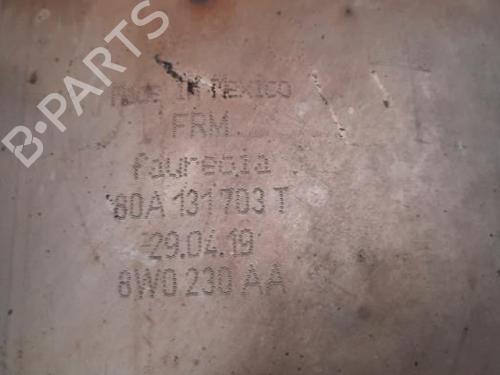 B-PARTS
Made in Mexico
FRM
faurecia
80A 131 703 T
29.04.19
8W0 230 AA